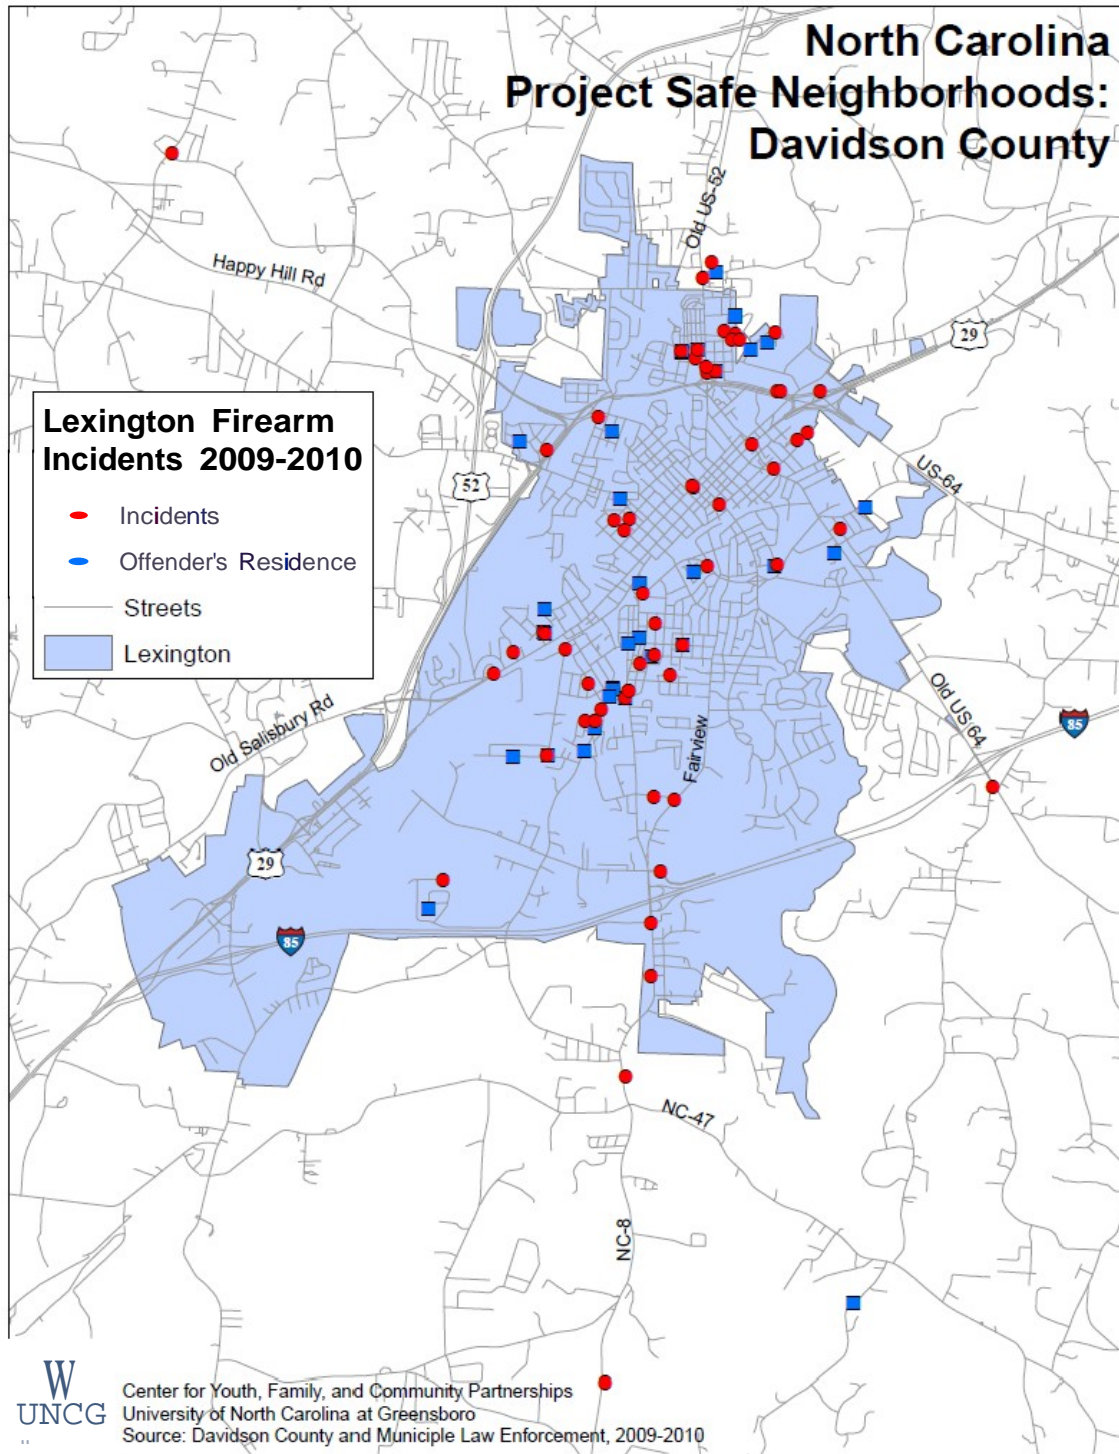 North Carolina
Project Safe Neighborhoods:
Davidson County
Old US-52
Happy Hill Rd
29
Lexington Firearm
Incidents 2009-2010
Incidents
Offender's Residence
Streets
Lexington
52
US-64
Old US 64
85
Old Salisbury Rd
Fairview
29
85
NC-47
NC-8
W
UNCG
Center for Youth, Family, and Community Partnerships
University of North Carolina at Greensboro
Source: Davidson County and Municiple Law Enforcement, 2009-2010